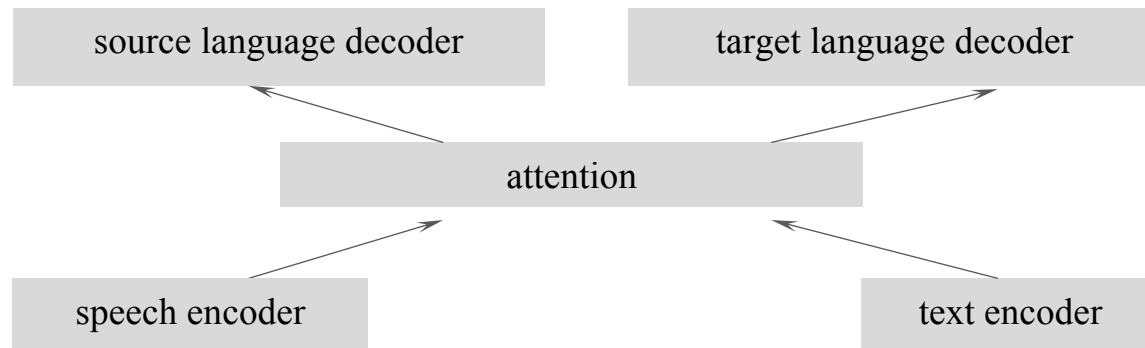 source language decoder
target language decoder
attention
speech encoder
text encoder